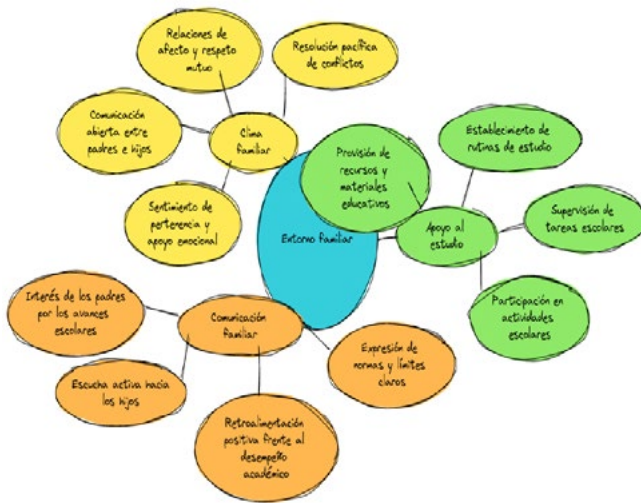 Relaciones de
afecto y respeto
mutuo
Resolución pacífica
de conflictos
Comunicación
abierta entre
padres e hijos
Clima
familiar
Sentimiento de
pertenencia y
apoyo emocional
Provisión de
recursos y
materiales
educativos
Establecimiento de
rutinas de estudio
Entorno familiar
Apoyo al
estudio
Supervisión de
tareas escolares
Participación en
actividades
escolares
Interés de los padres
por los avances
escolares
Comunicación
familiar
Expresión de
normas y límites
claros
Escucha activa hacia
los hijos
Retroalimentación
positiva frente al
desempeño
académico